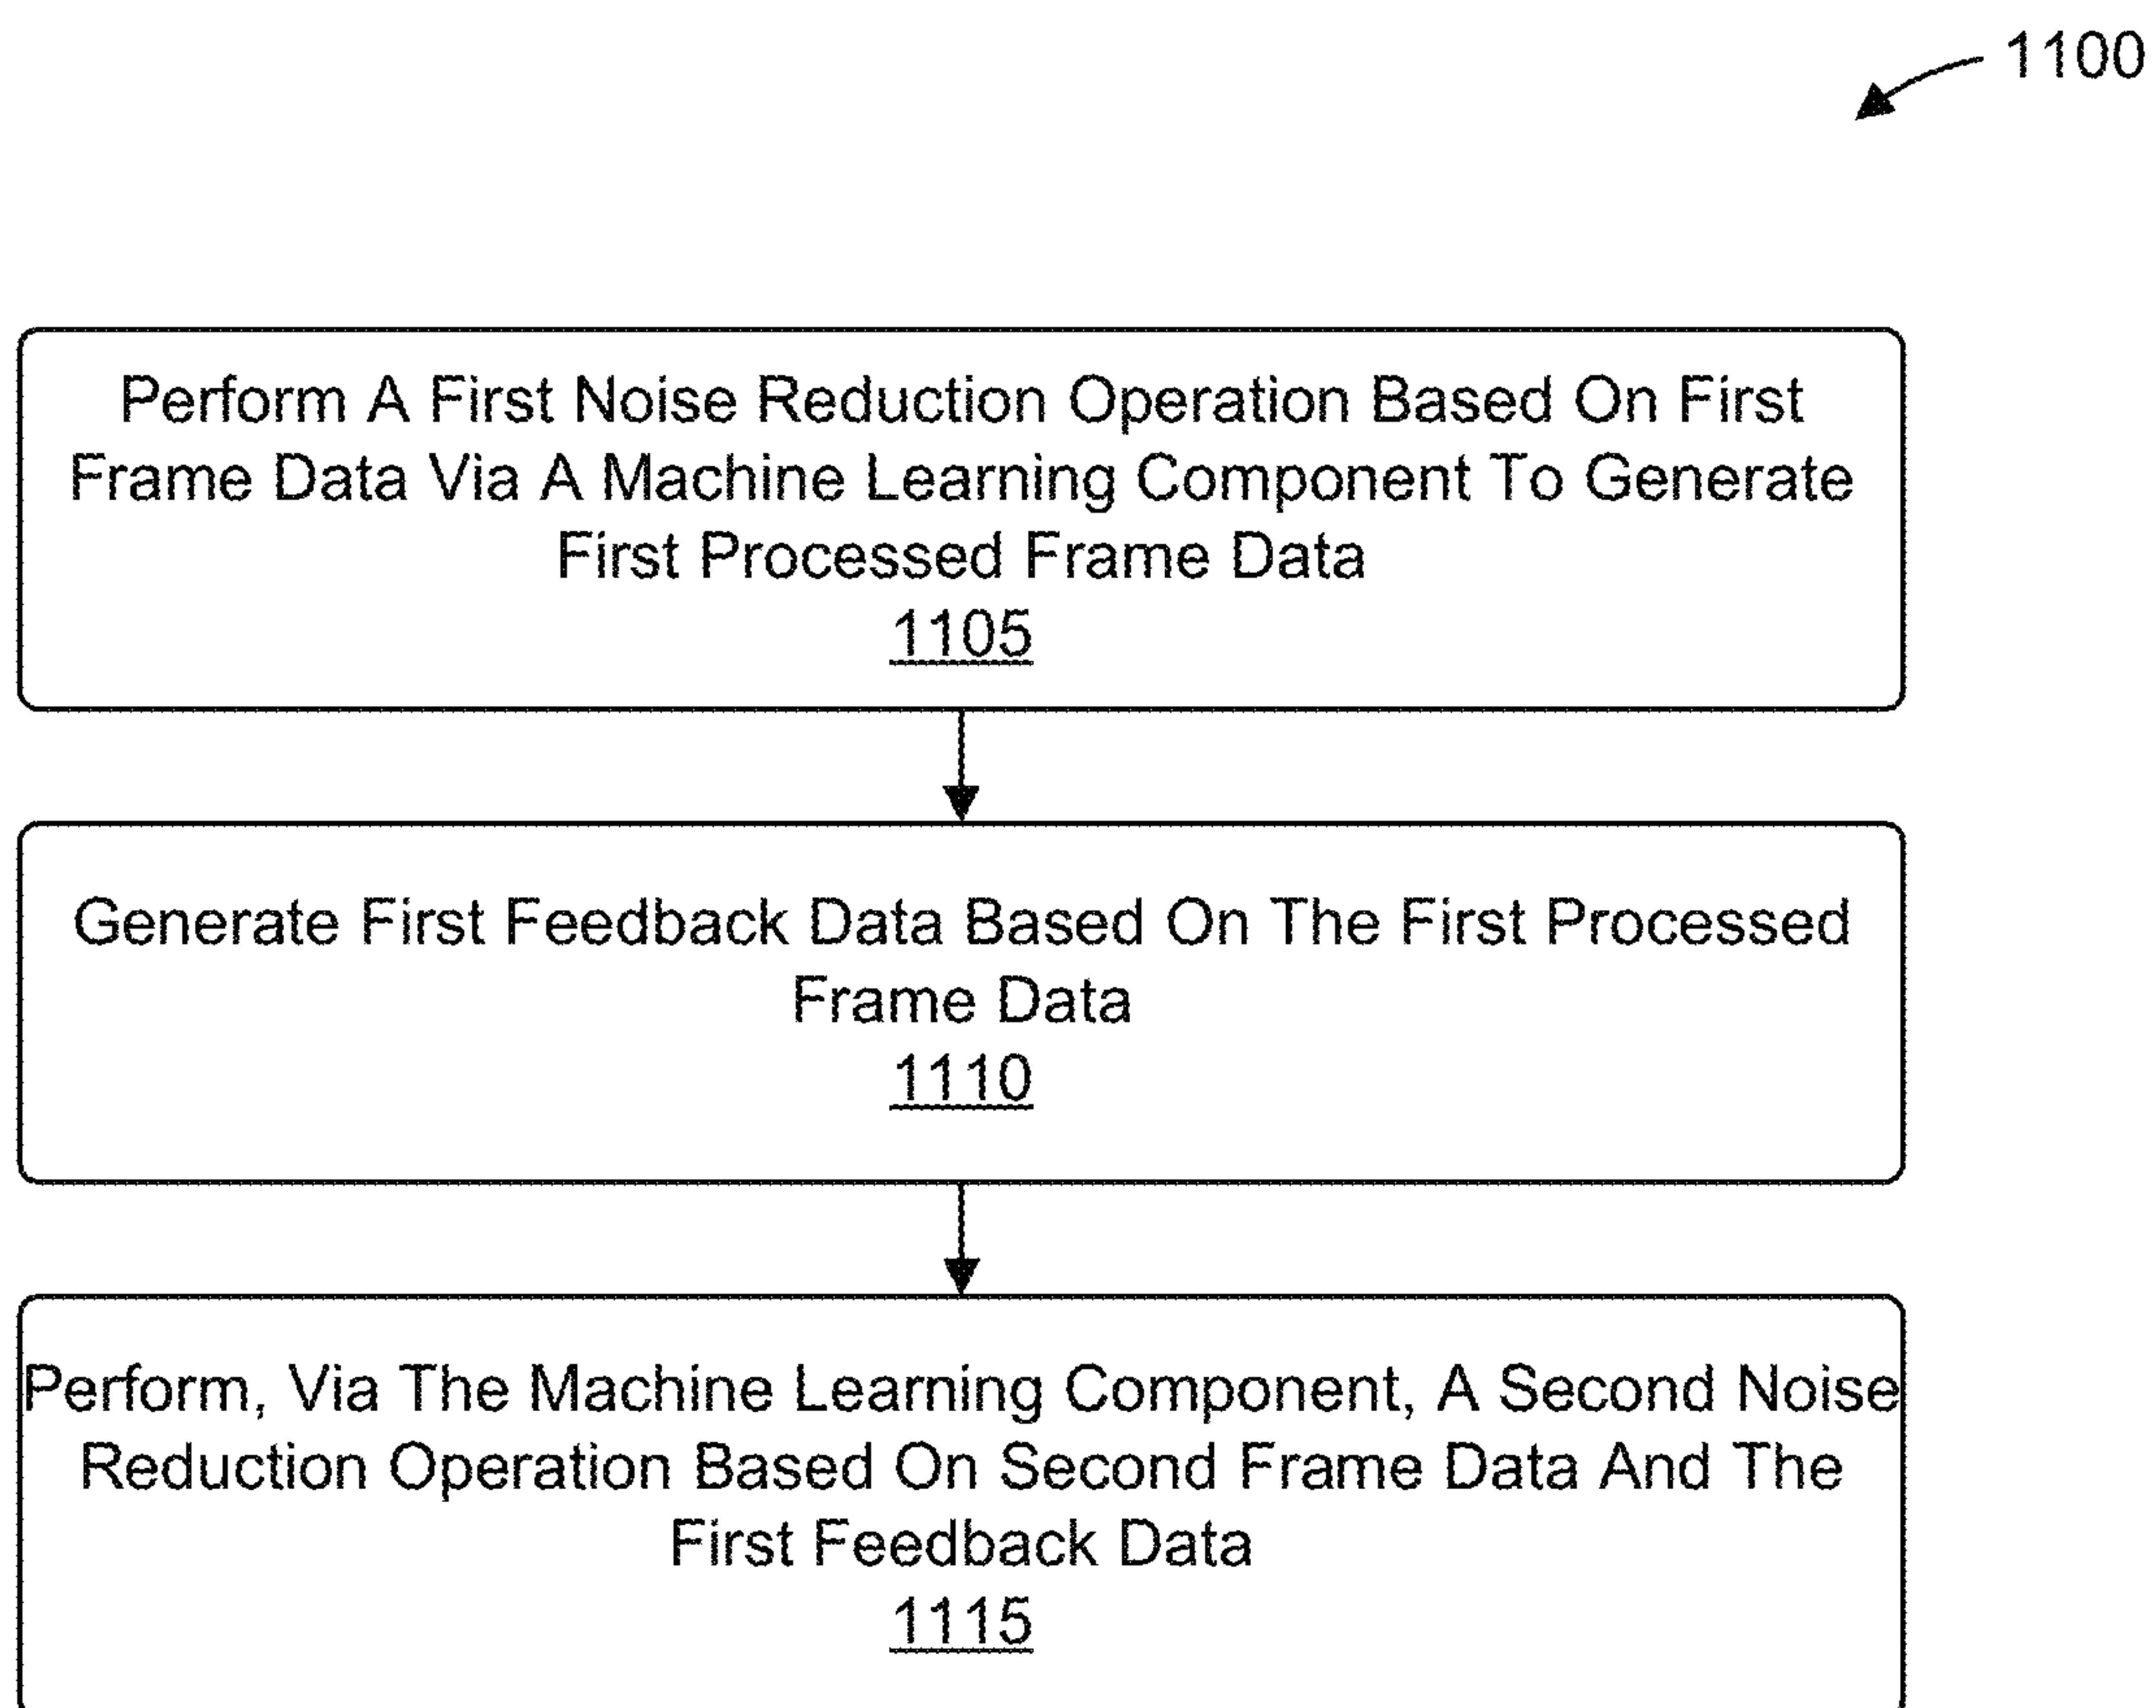 1100
Perform A First Noise Reduction Operation Based On First
Frame Data Via A Machine Learning Component To Generate
First Processed Frame Data
1105
Generate First Feedback Data Based On The First Processed
Frame Data
1110
Perform, Via The Machine Learning Component, A Second Noise
Reduction Operation Based On Second Frame Data And The
First Feedback Data
1115